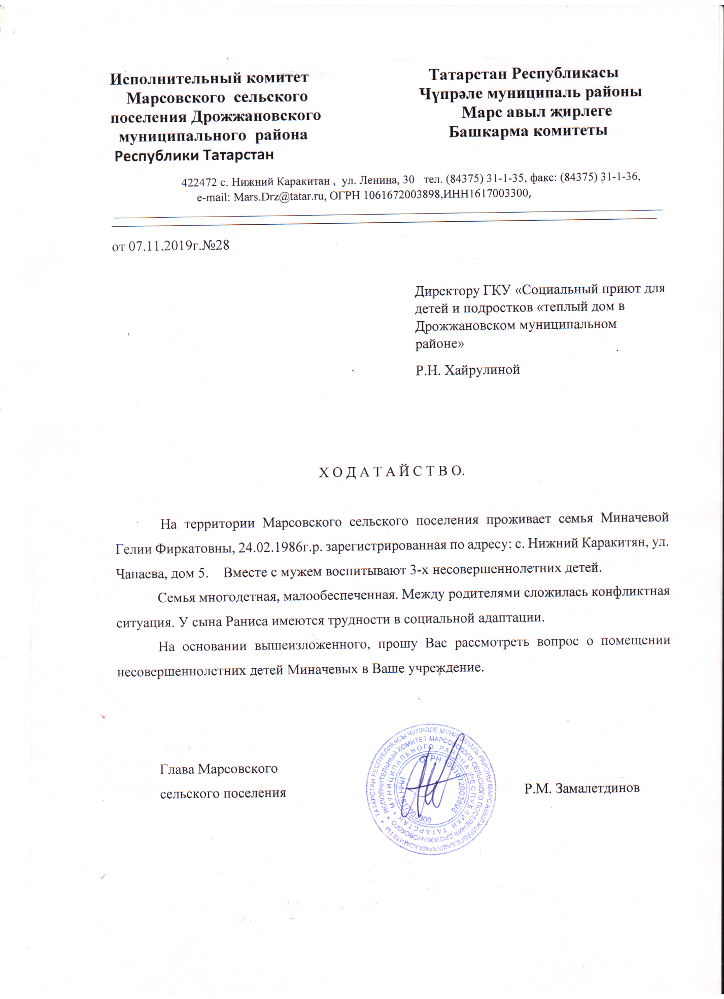 Исполнительный комитет
Марсовского сельского
поселения Дрожжановского
муниципального района
Республики Татарстан
Татарстан Республикасы
Чүпрәле муниципаль районы
Марс авыл җирлеге
Башкарма комитеты
422472 с. Нижний Каракитан , ул. Ленина, 30 тел. (84375) 31-1-35, факс: (84375) 31-1-36,
e-mail: Mars.Drz@tatar.ru, ОГРН 1061672003898,ИНН1617003300,
от 07.11.2019г.№28
Директору ГКУ «Социальный приют для
детей и подростков «теплый дом в
Дрожжановском муниципальном
районе»
Р.Н. Хайрулиной
Х О Д А Т А Й С Т В О.
На территории Марсовского сельского поселения проживает семья Миначевой
Гелии Фиркатовны, 24.02.1986г.р. зарегистрированная по адресу: с. Нижний Каракитян, ул.
Чапаева, дом 5. Вместе с мужем воспитывают 3-х несовершеннолетних детей.
Семья многодетная, малообеспеченная. Между родителями сложилась конфликтная
ситуация. У сына Раниса имеются трудности в социальной адаптации.
На основании вышеизложенного, прошу Вас рассмотреть вопрос о помещении
несовершеннолетних детей Миначевых в Ваше учреждение.
Глава Марсовского
сельского поселения
Р.М. Замалетдинов
ТАТАРСТАН РЕСПУБЛИКАСЫ ЧҮПРӘЛЕ МУНИЦИПАЛЬ РАЙОНЫ МАРС АВЫЛ ҖИРЛЕГЕ БАШКАРМА КОМИТЕТЫ
ИСПОЛНИТЕЛЬНЫЙ КОМИТЕТ МАРСОВСКОГО СЕЛЬСКОГО ПОСЕЛЕНИЯ ДРОЖЖАНОВСКОГО
МУНИЦИПАЛЬНОГО РАЙОНА РЕСПУБЛИКИ ТАТАРСТАН
ОГРН 1061672003898
ИНН 1617003300